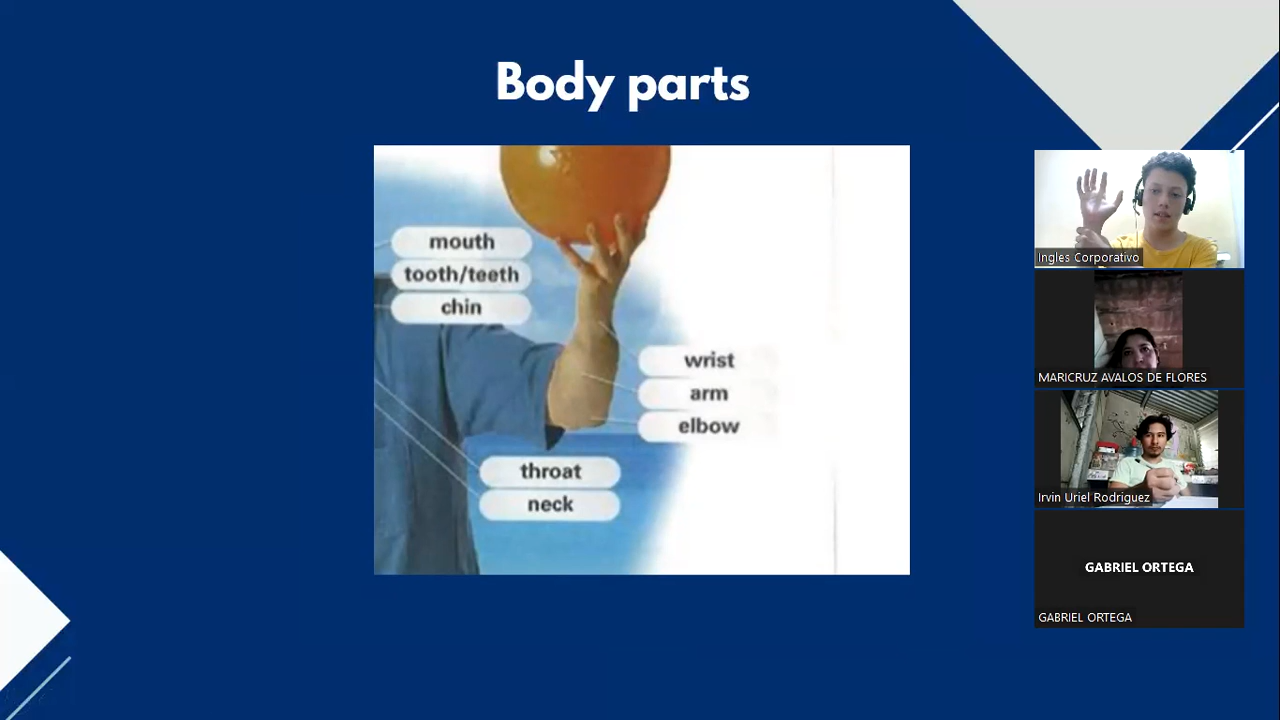 Body parts
mouth
tooth/teeth
chin
wrist
arm
elbow
throat
neck
Ingles Corporativo
MARICRUZ AVALOS DE FLORES
Irvin Uriel Rodriguez
GABRIEL ORTEGA
GABRIEL ORTEGA